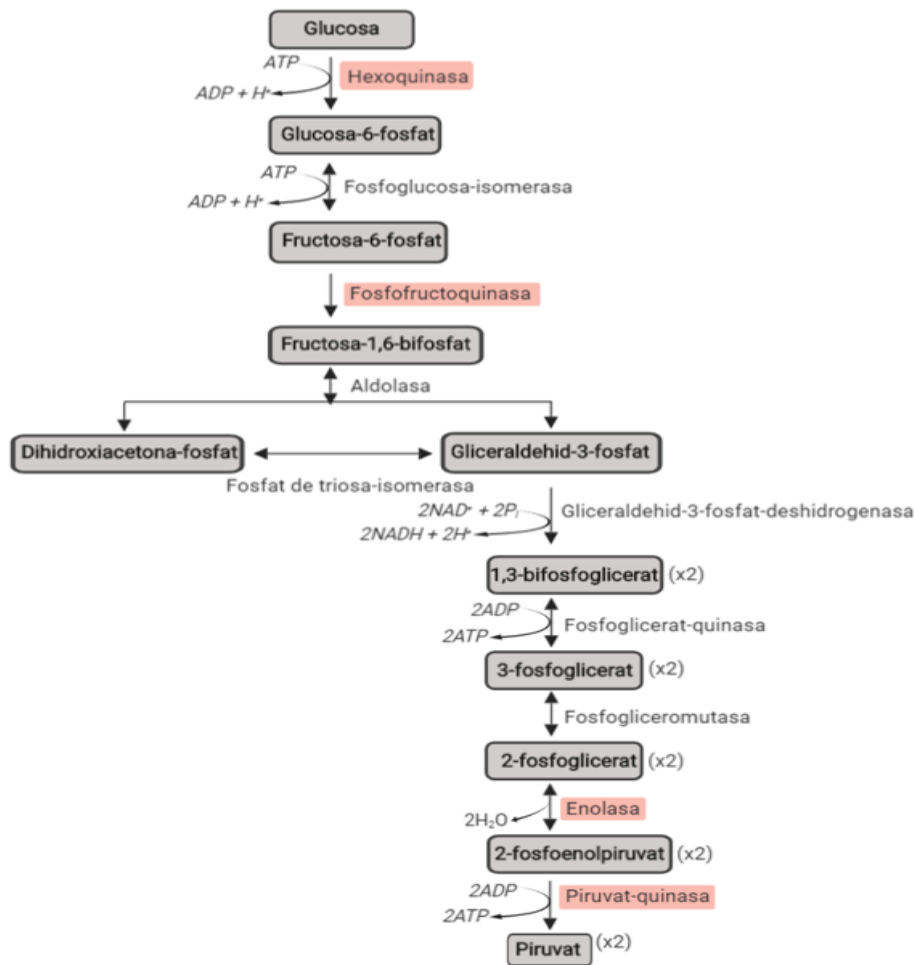 Glucosa
ATP
Hexoquinasa
ADP + H⁺
Glucosa-6-fosfat
ATP
Fosfoglucosa-isomerasa
ADP + H⁺
Fructosa-6-fosfat
Fosfofructoquinasa
Fructosa-1,6-bifosfat
Aldolasa
Dihidroxiacetona-fosfat
Gliceraldehid-3-fosfat
Fosfat de triosa-isomerasa
2NAD⁺ + 2Pᵢ
Gliceraldehid-3-fosfat-deshidrogenasa
2NADH + 2H⁺
1,3-bifosfoglicerat (x2)
2ADP
Fosfoglicerat-quinasa
2ATP
3-fosfoglicerat (x2)
Fosfogliceromutasa
2-fosfoglicerat (x2)
Enolasa
2H₂O
2-fosfoenolpiruvat (x2)
2ADP
Piruvat-quinasa
2ATP
Piruvat (x2)